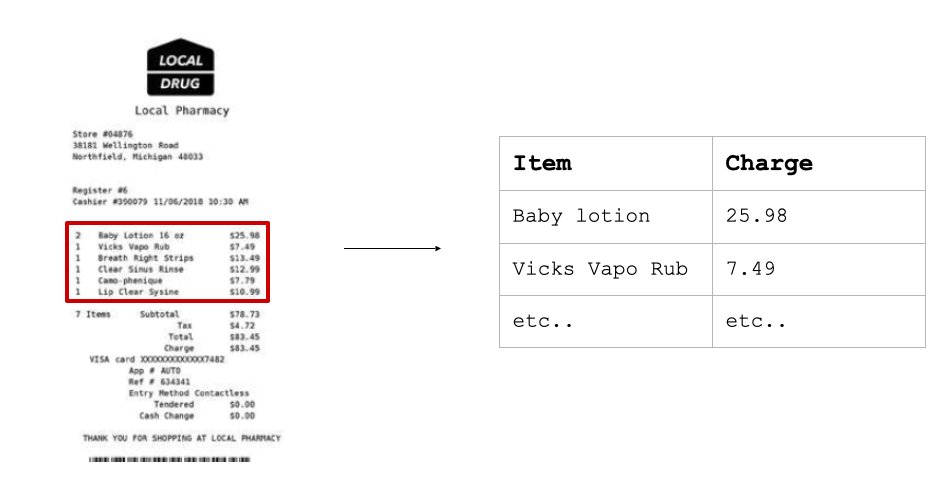 LOCAL
DRUG
Local Pharmacy
Store #04876
38181 Wellington Road
Northfield, Michigan 48033
Register #6
Cashier #390079 11/06/2018 10:30 AM
2 Baby Lotion 16 oz $25.98
1 Vicks Vapo Rub $7.49
1 Breath Right Strips $13.49
1 Clear Sinus Rinse $12.99
1 Camo-phenique $7.79
1 Lip Clear Sysine $10.99
7 Items Subtotal $78.73
Tax $4.72
Total $83.45
Charge $83.45
VISA card XXXXXXXXXXXXX7482
App # AUTO
Ref # 634341
Entry Method Contactless
Tendered $0.00
Cash Change $0.00
THANK YOU FOR SHOPPING AT LOCAL PHARMACY
Item Charge
Baby lotion 25.98
Vicks Vapo Rub 7.49
etc.. etc..